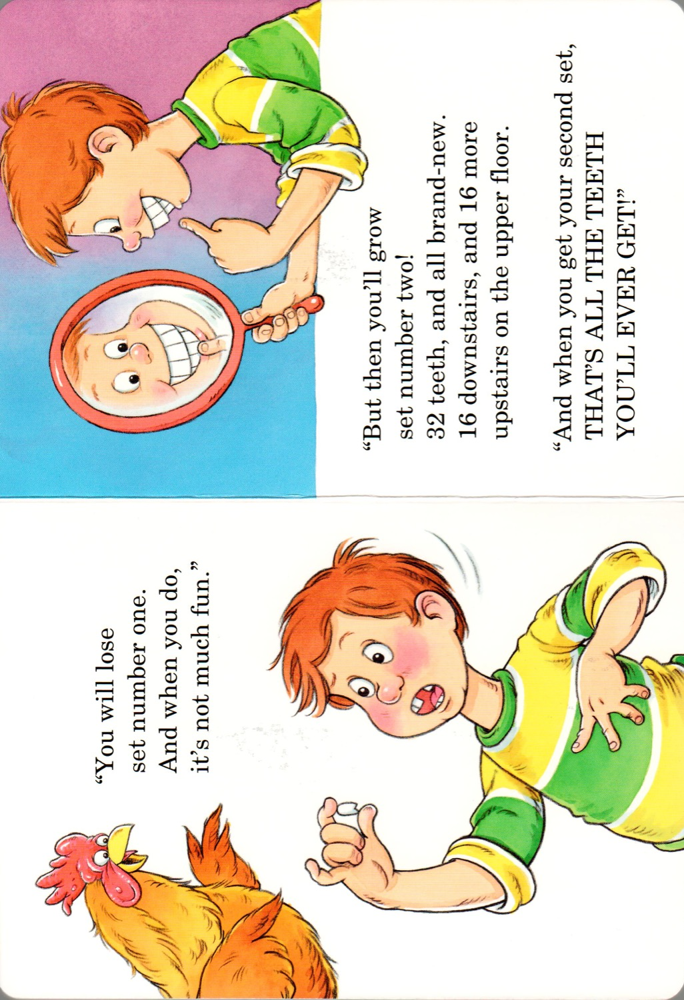 “You will lose
set number one.
And when you do,
it’s not much fun.”
“But then you’ll grow
set number two!
32 teeth, and all brand-new.
16 downstairs, and 16 more
upstairs on the upper floor.
“And when you get your second set,
THAT’S ALL THE TEETH
YOU’LL EVER GET!”